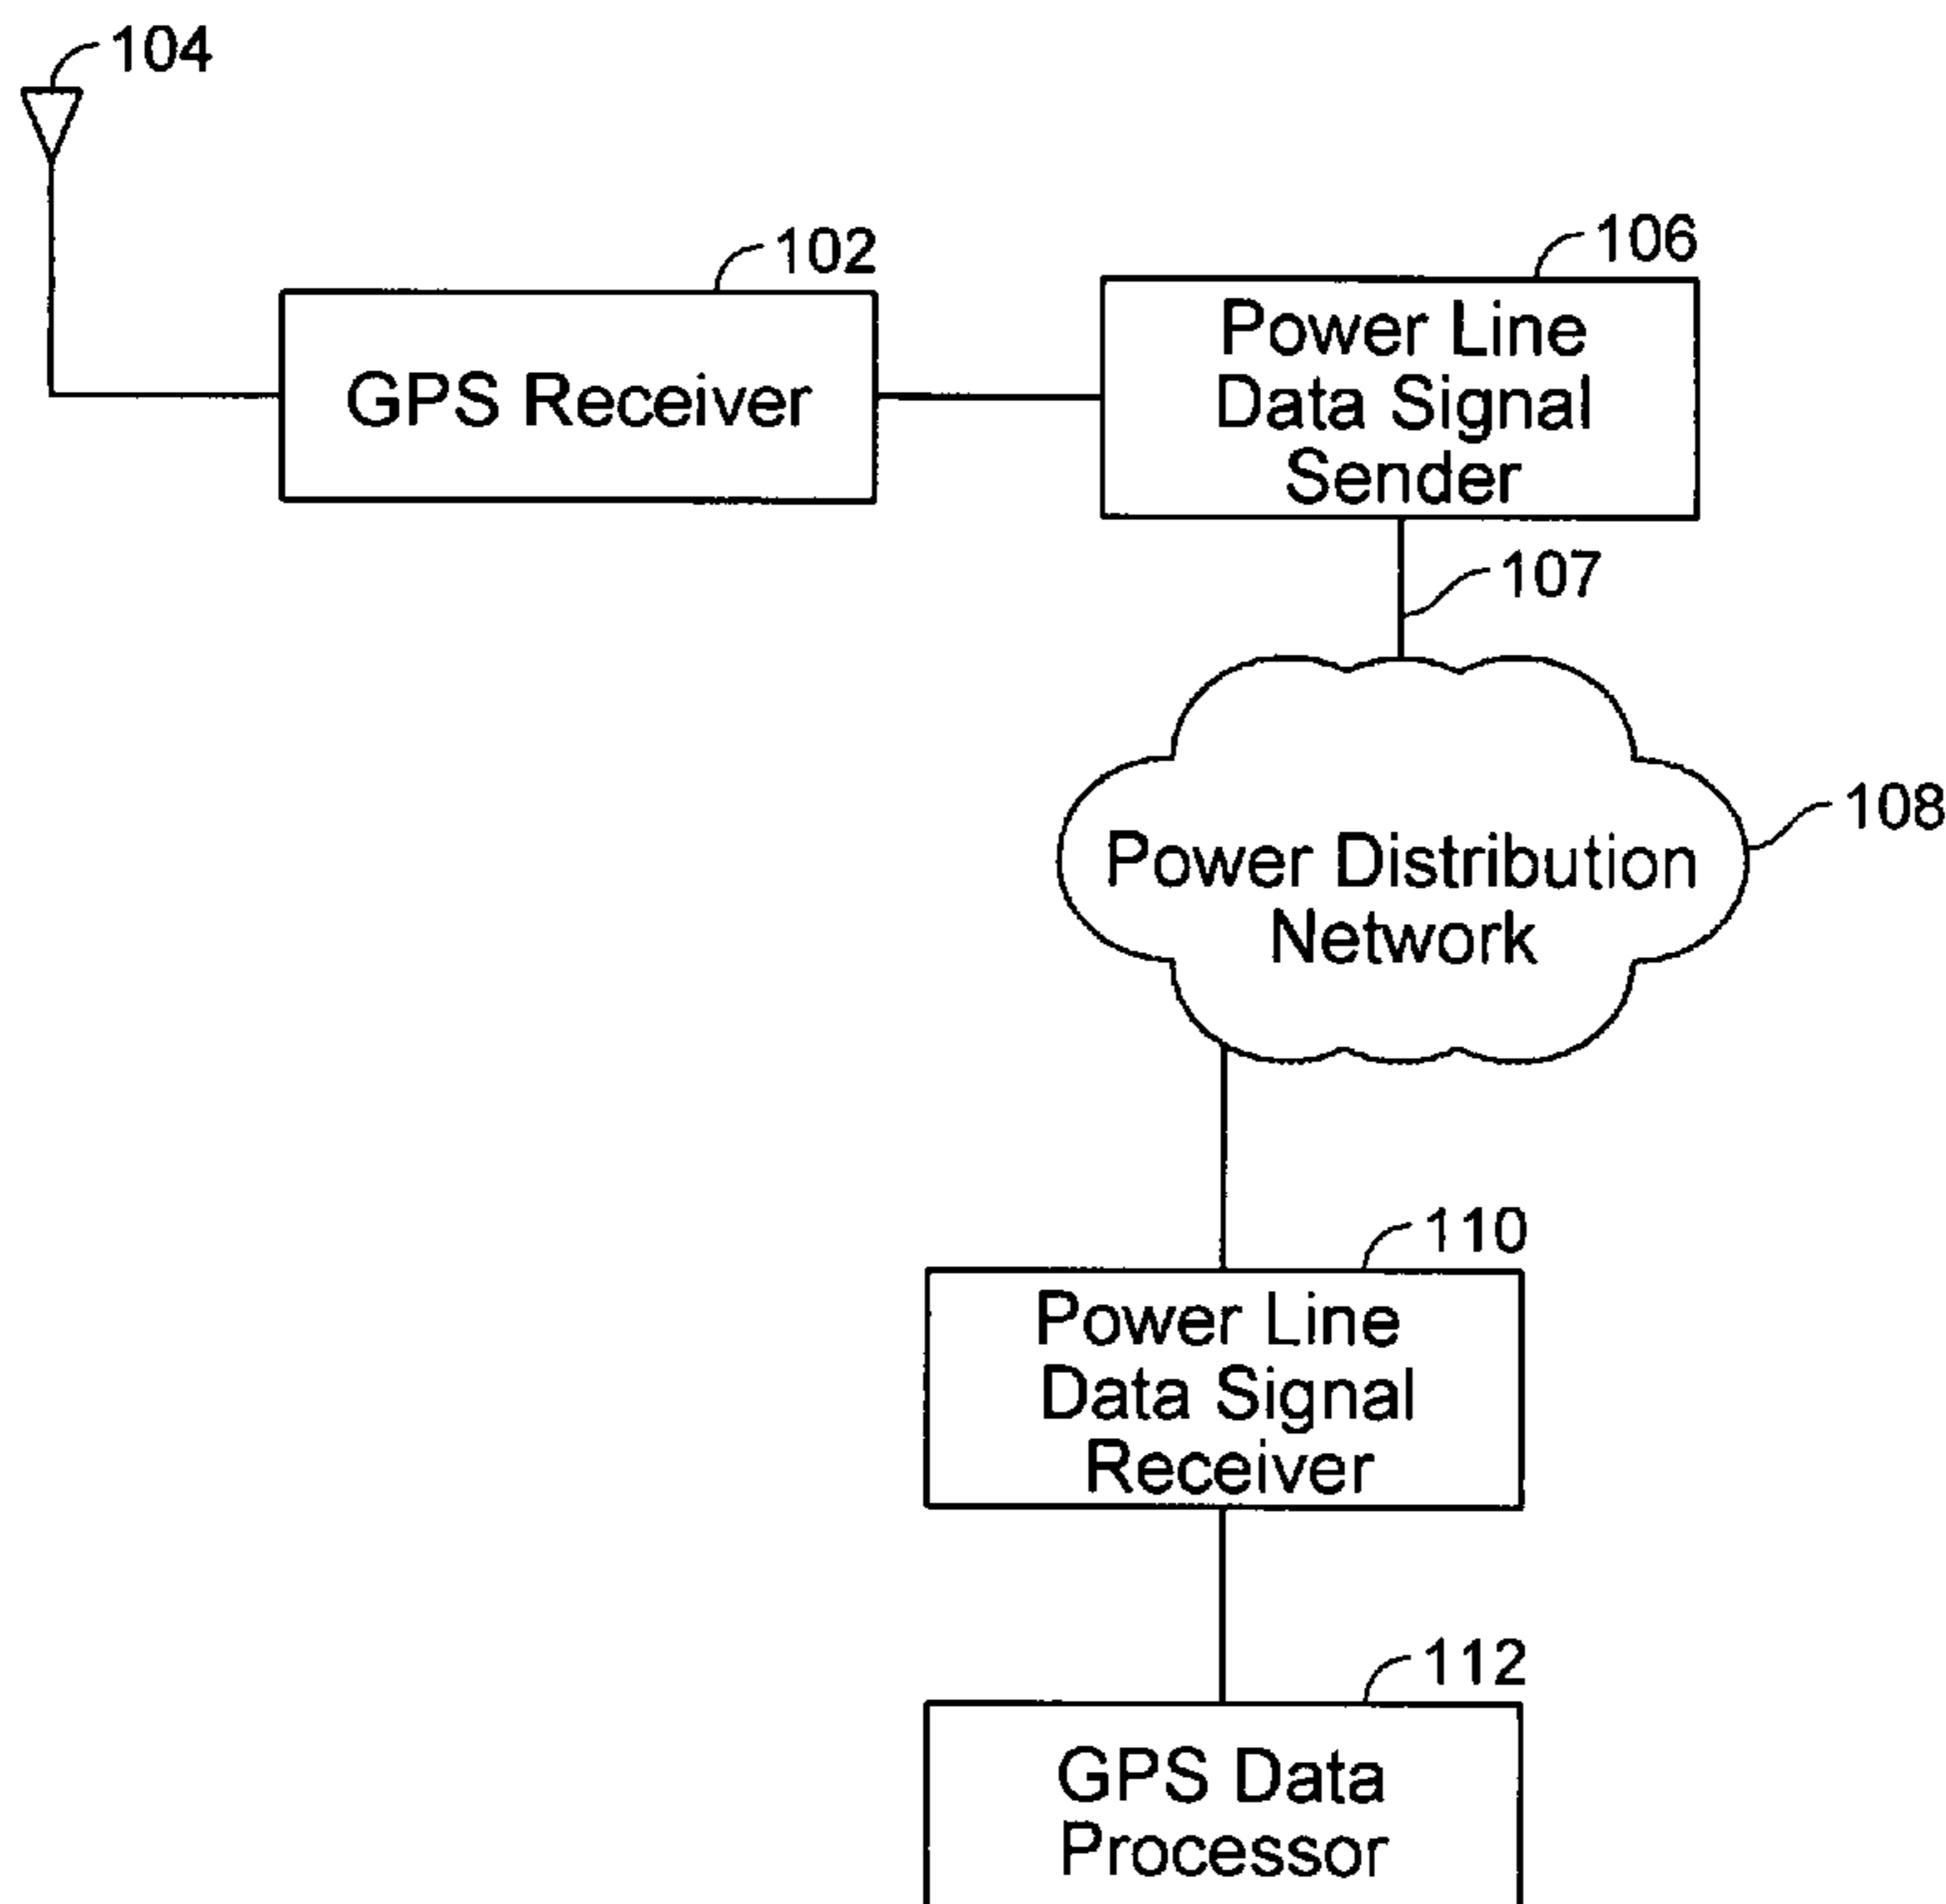 104
102
GPS Receiver
106
Power Line
Data Signal
Sender
107
108
Power Distribution
Network
110
Power Line
Data Signal
Receiver
112
GPS Data
Processor